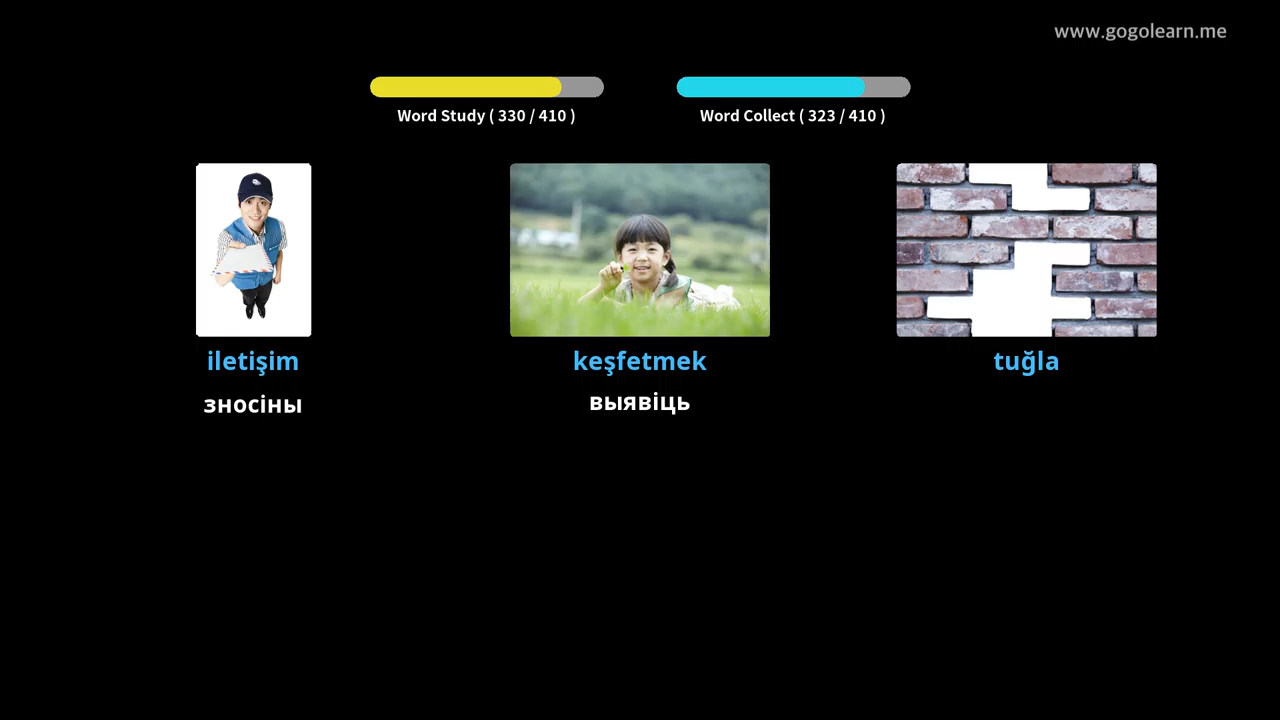 www.gogolearn.me
Word Study ( 330 / 410 )
Word Collect ( 323 / 410 )
iletişim
keşfetmek
tuğla
зносіны
выявіць